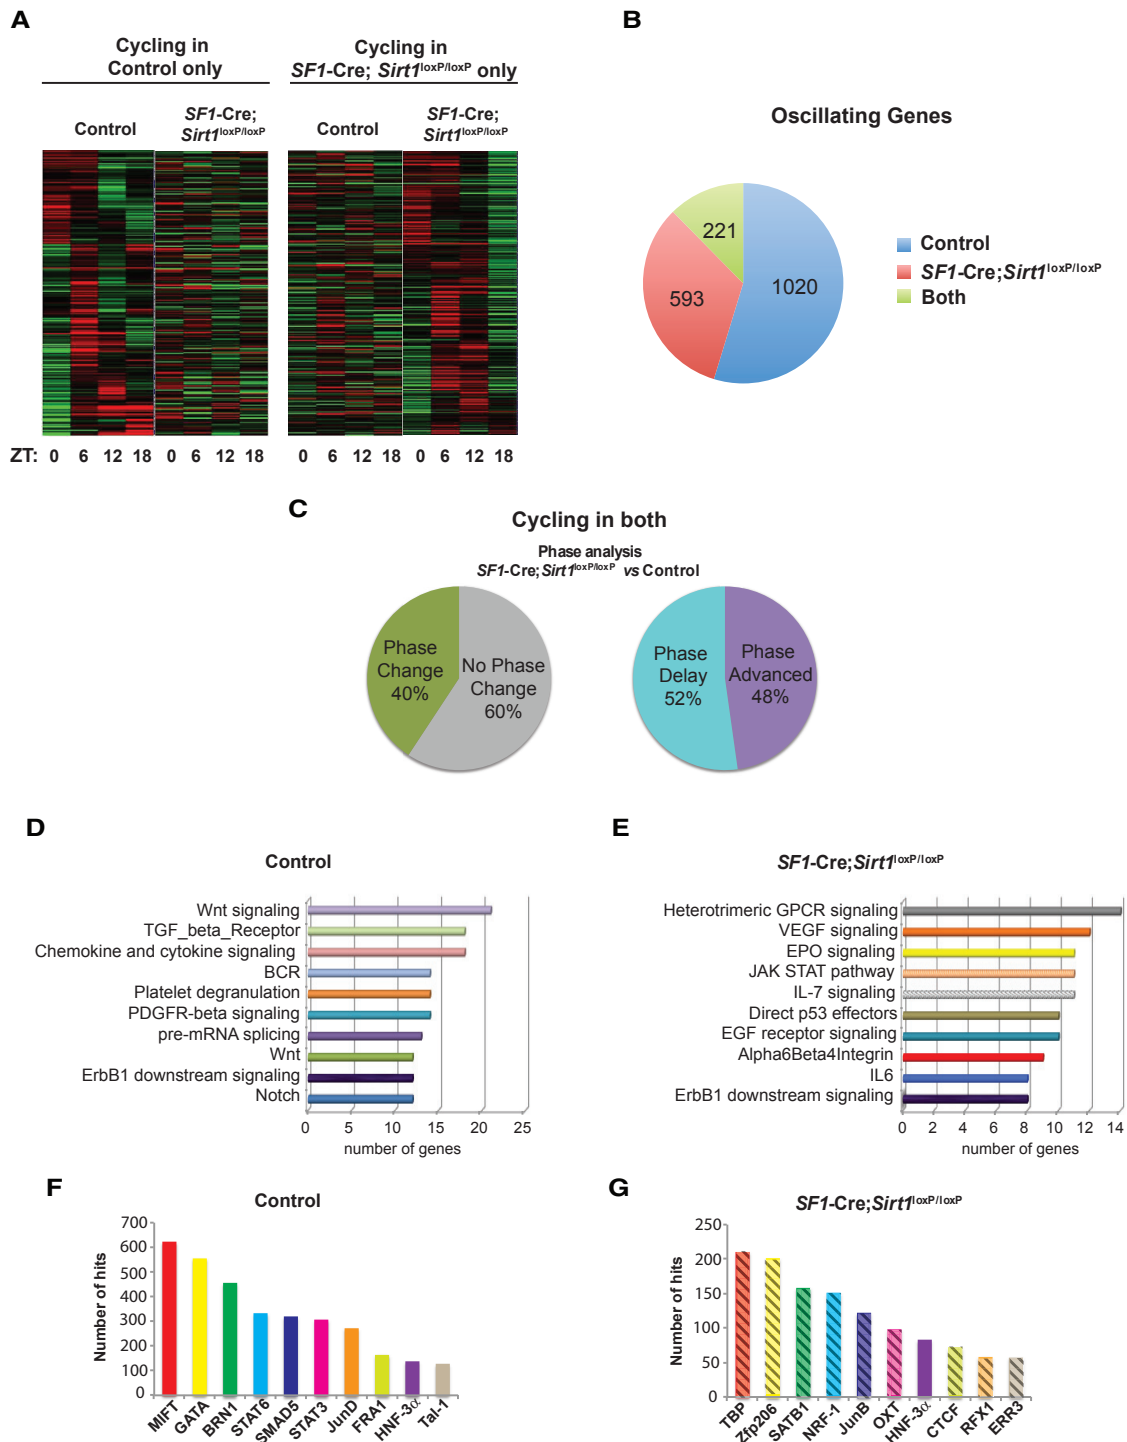 A
Cycling in
Control only
Cycling in
SF1-Cre; Sirt1loxP/loxP only
Control
SF1-Cre;
Sirt1loxP/loxP
Control
SF1-Cre;
Sirt1loxP/loxP
ZT: 0 6 12 18 0 6 12 18 0 6 12 18 0 6 12 18
B
Oscillating Genes
221
593
1020
Control
SF1-Cre;Sirt1loxP/loxP
Both
C
Cycling in both
Phase analysis
SF1-Cre;Sirt1loxP/loxP vs Control
Phase
Change
40%
No Phase
Change
60%
Phase
Delay
52%
Phase
Advanced
48%
D
Control
Wnt signaling
TGF_beta_Receptor
Chemokine and cytokine signaling
BCR
Platelet degranulation
PDGFR-beta signaling
pre-mRNA splicing
Wnt
ErbB1 downstream signaling
Notch
0 5 10 15 20 25
number of genes
E
SF1-Cre;Sirt1loxP/loxP
Heterotrimeric GPCR signaling
VEGF signaling
EPO signaling
JAK STAT pathway
IL-7 signaling
Direct p53 effectors
EGF receptor signaling
Alpha6Beta4Integrin
IL6
ErbB1 downstream signaling
0 2 4 6 8 10 12 14
number of genes
F
Control
Number of hits
700
600
500
400
300
200
100
0
MIFT GATA BRN1 STAT6 SMAD5 STAT3 JunD FRA1 HNF-3α Tal-1
G
SF1-Cre;Sirt1loxP/loxP
Number of hits
250
200
150
100
50
0
TBP Zfp206 SATB1 NRF-1 JunB OXT HNF-3α CTCF RFX1 ERR3